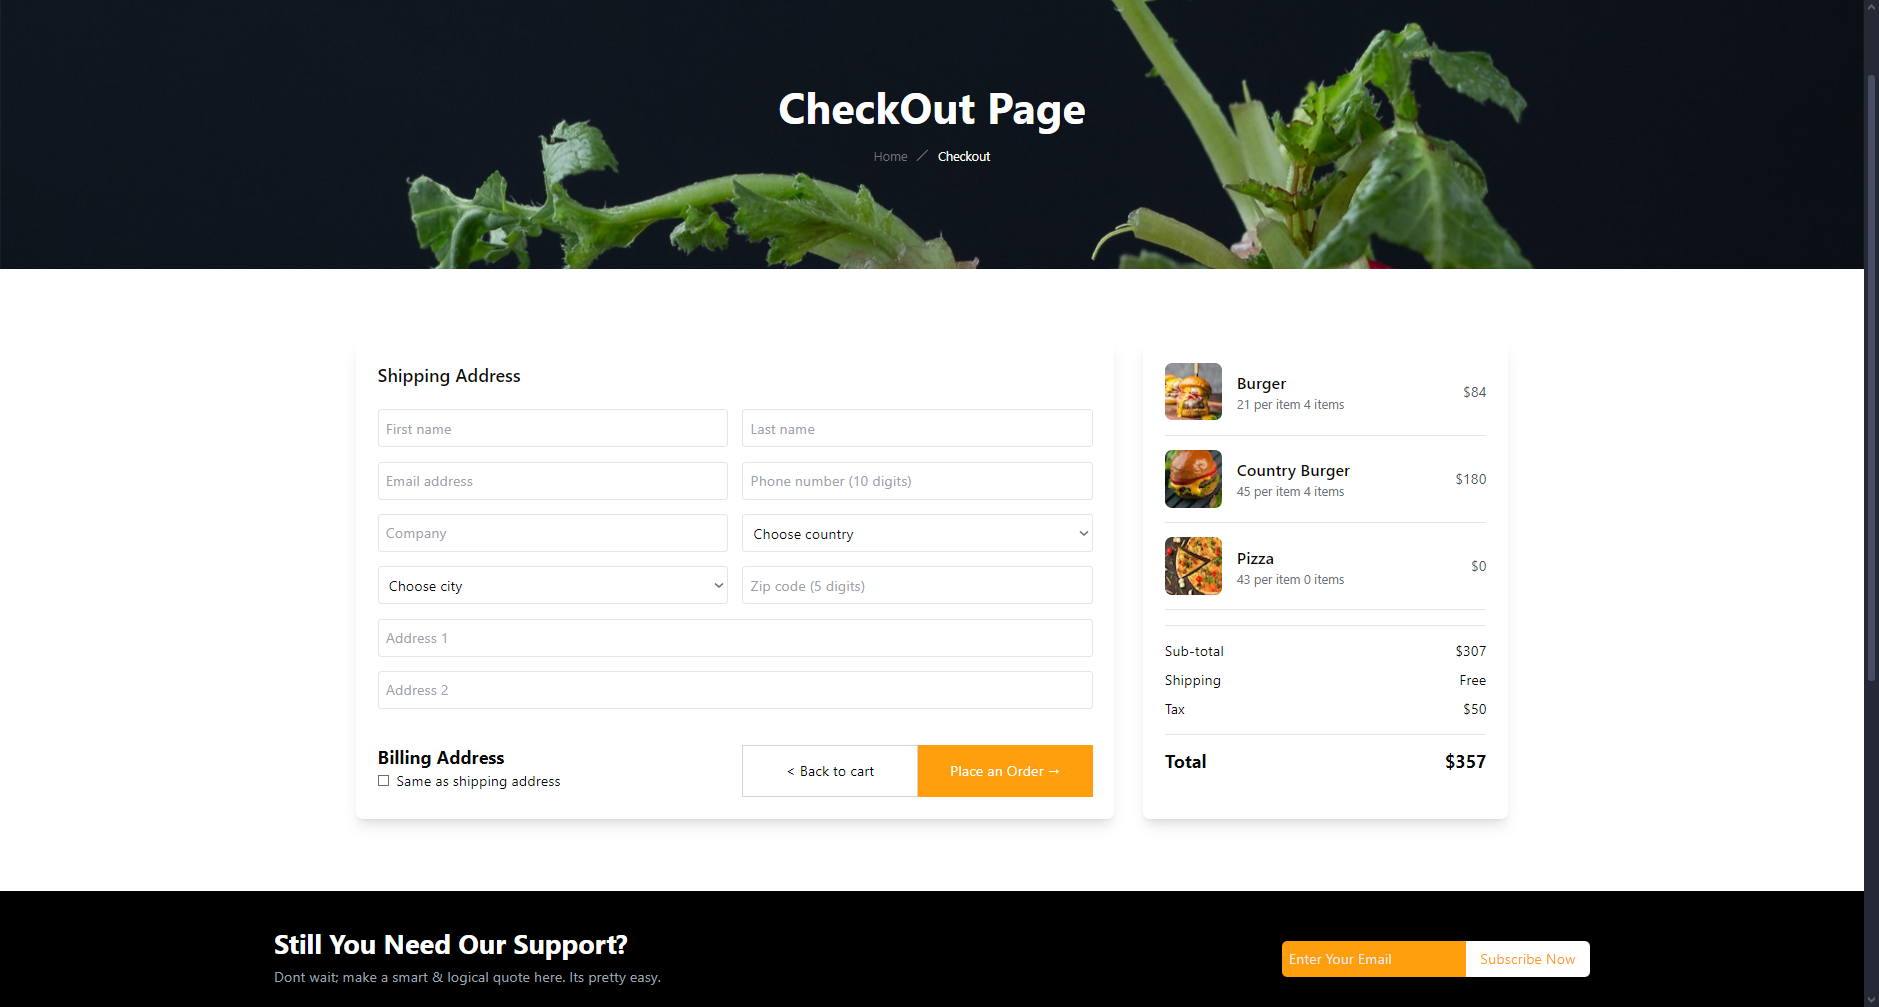 CheckOut Page
Home / Checkout
Shipping Address
First name
Last name
Email address
Phone number (10 digits)
Company
Choose country
Choose city
Zip code (5 digits)
Address 1
Address 2
Billing Address
Same as shipping address
< Back to cart
Place an Order →
Burger
21 per item 4 items
$84
Country Burger
45 per item 4 items
$180
Pizza
43 per item 0 items
$0
Sub-total $307
Shipping Free
Tax $50
Total $357
Still You Need Our Support?
Dont wait; make a smart & logical quote here. Its pretty easy.
Enter Your Email
Subscribe Now